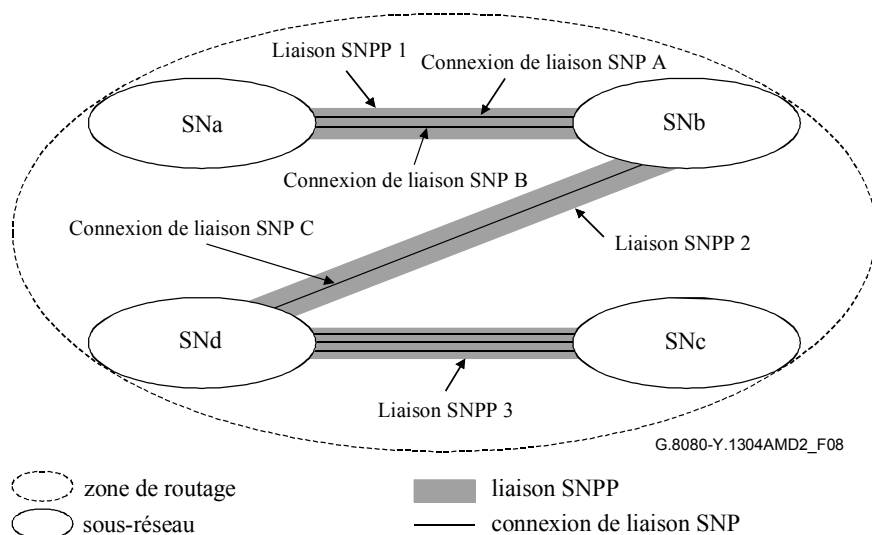 Liaison SNPP 1
Connexion de liaison SNP A
SNa
SNb
Connexion de liaison SNP B
Connexion de liaison SNP C
Liaison SNPP 2
SNd
SNc
Liaison SNPP 3
G.8080-Y.1304AMD2_F08
zone de routage
liaison SNPP
sous-réseau
connexion de liaison SNP